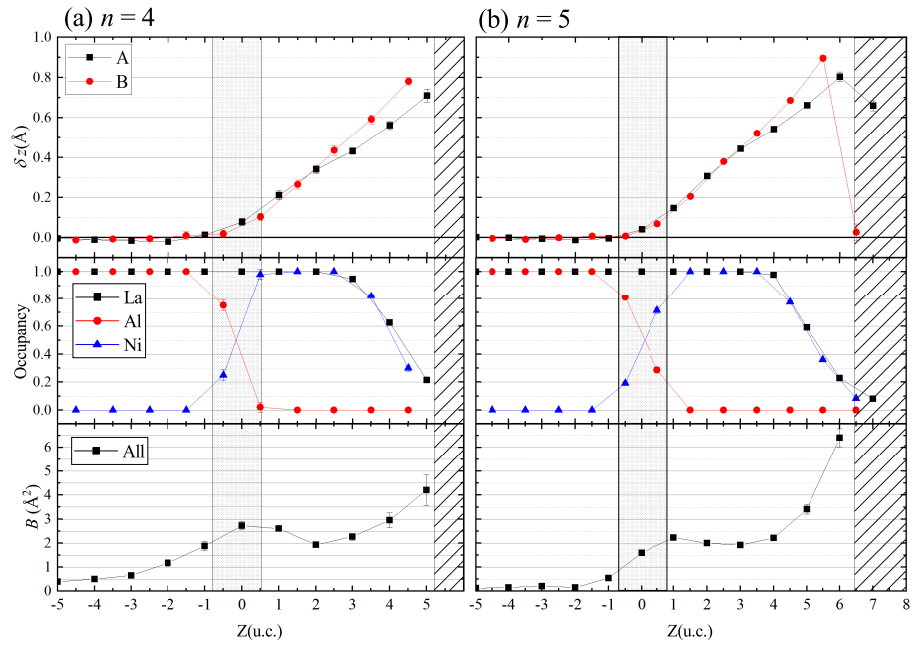 (a) n = 4
(b) n = 5
1.0
0.8
0.6
0.4
0.2
0.0
δz(Å)
A
B
1.0
0.8
0.6
0.4
0.2
0.0
Occupancy
La
Al
Ni
6
5
4
3
2
1
0
B (Å²)
All
-5 -4 -3 -2 -1 0 1 2 3 4 5
Z(u.c.)
-5 -4 -3 -2 -1 0 1 2 3 4 5 6 7 8
Z(u.c.)